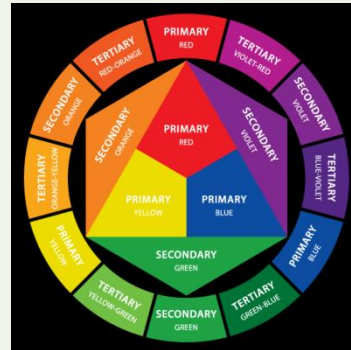 PRIMARY
RED
TERTIARY
VIOLET-RED
SECONDARY
VIOLET
TERTIARY
BLUE-VIOLET
PRIMARY
BLUE
TERTIARY
GREEN-BLUE
SECONDARY
GREEN
TERTIARY
YELLOW-GREEN
PRIMARY
YELLOW
TERTIARY
ORANGE-YELLOW
SECONDARY
ORANGE
TERTIARY
RED-ORANGE
PRIMARY
RED
SECONDARY
ORANGE
SECONDARY
VIOLET
PRIMARY
YELLOW
PRIMARY
BLUE
SECONDARY
GREEN